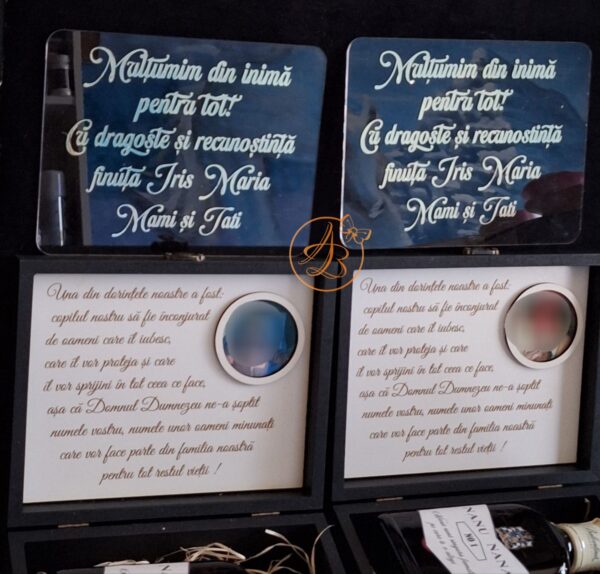 Mulțumim din inimă
pentru tot!
Cu dragoste și recunoștință
finuța Iris Maria
Mami și Tati
Mulțumim din inimă
pentru tot!
Cu dragoste și recunoștință
finuța Iris Maria
Mami și Tati
AB
Una din dorințele noastre a fost:
copilul nostru să fie înconjurat
de oameni care îl iubesc,
care îl vor proteja și care
îl vor sprijini în tot ceea ce face,
așa că Domnul Dumnezeu ne-a șoptit
numele vostru, numele unor oameni minunați
care vor face parte din familia noastră
pentru tot restul vieții !
Una din dorințele noastre a fost:
copilul nostru să fie înconjurat
de oameni care îl iubesc,
care îl vor proteja și care
îl vor sprijini în tot ceea ce face,
așa că Domnul Dumnezeu ne-a șoptit
numele vostru, numele unor oameni minunați
care vor face parte din familia noastră
pentru tot restul vieții !
NANU NANA
NO 1